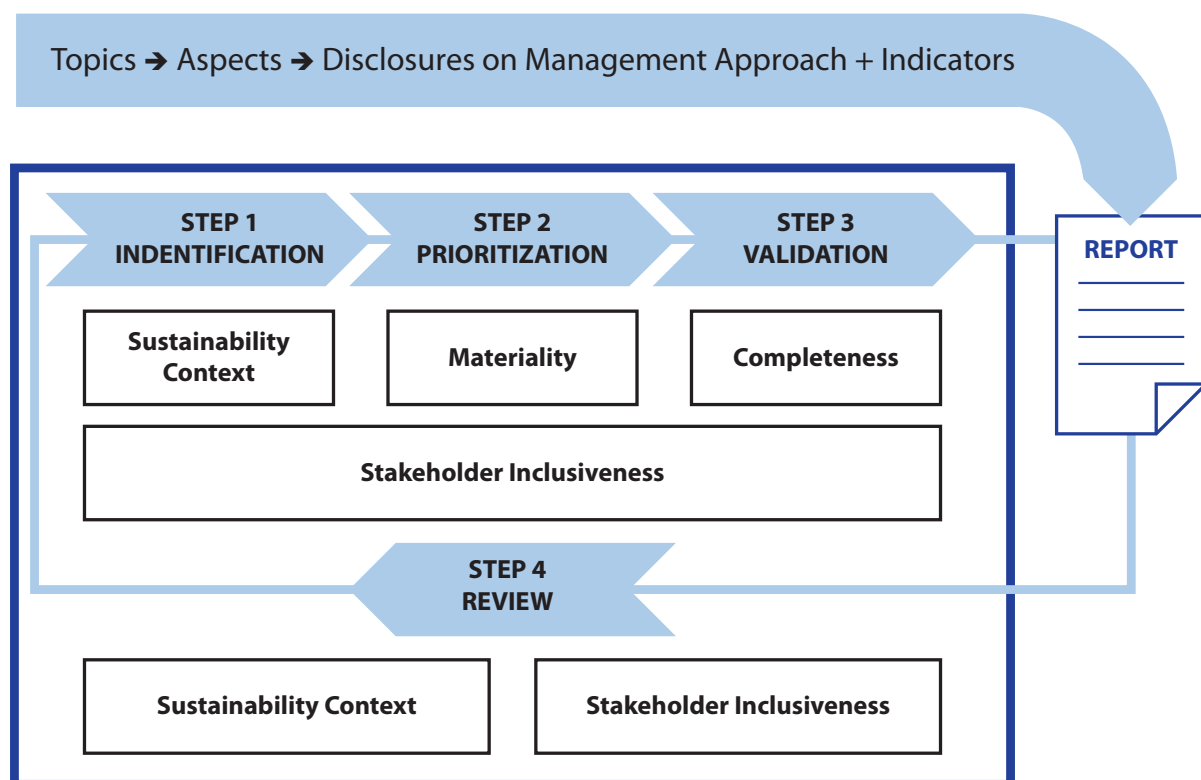 Topics ➔ Aspects ➔ Disclosures on Management Approach + Indicators
STEP 1
INDENTIFICATION
STEP 2
PRIORITIZATION
STEP 3
VALIDATION
REPORT
Sustainability
Context
Materiality
Completeness
Stakeholder Inclusiveness
STEP 4
REVIEW
Sustainability Context
Stakeholder Inclusiveness